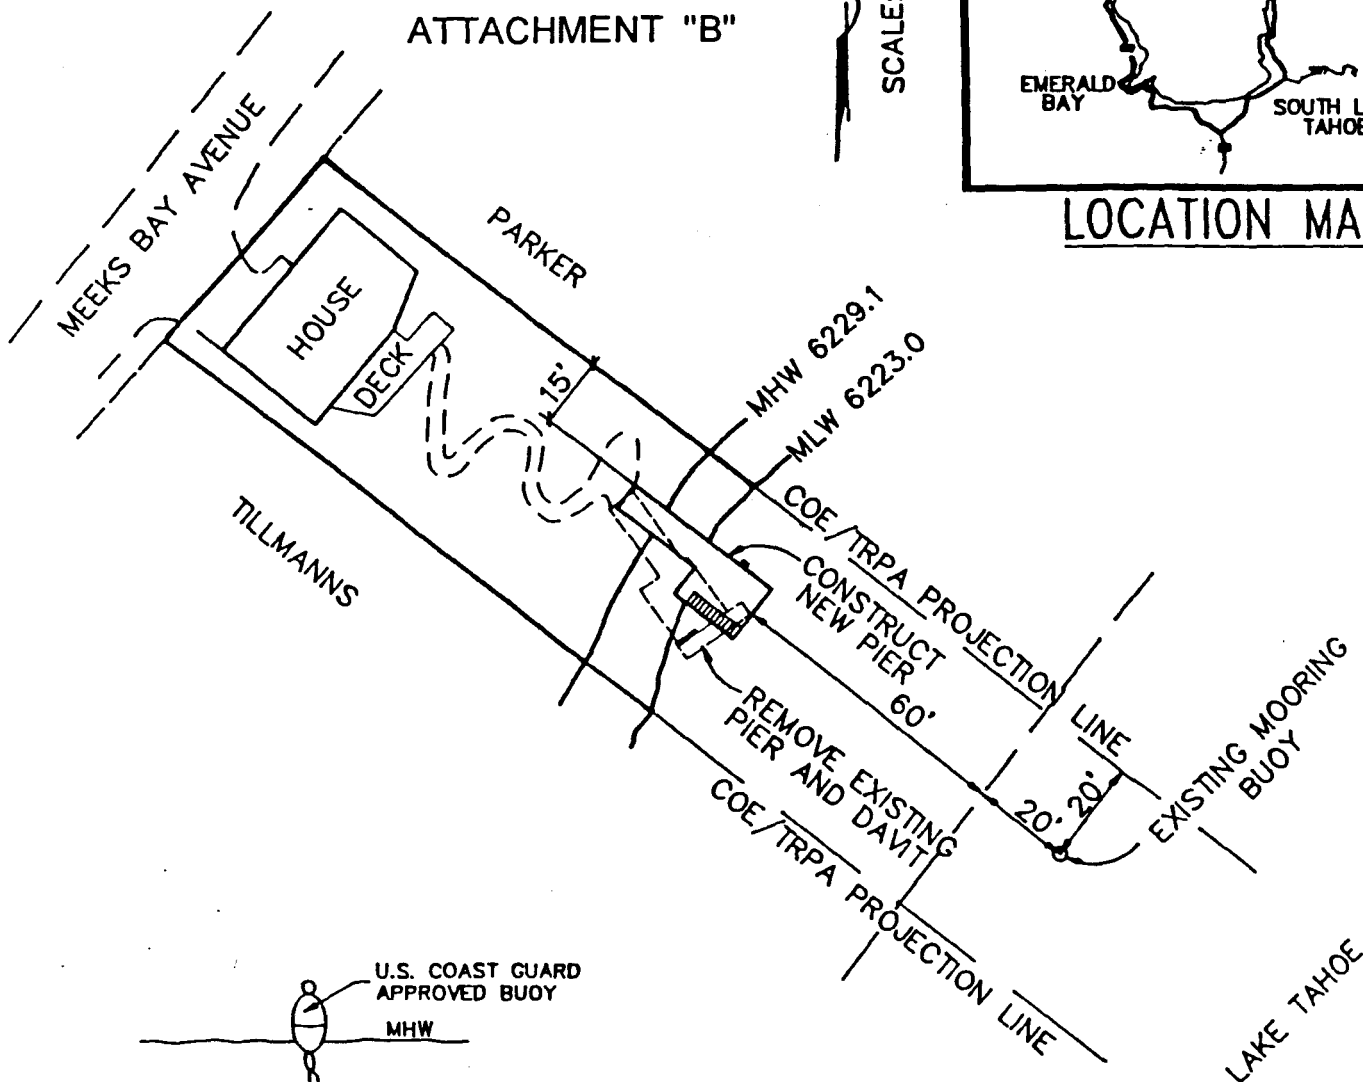 ATTACHMENT "B"
EMERALD
BAY
SOUTH L
TAHOE
LOCATION MA
MEEKS BAY AVENUE
PARKER
HOUSE
DECK
15'
MHW 6229.1
MLW 6223.0
TILLMANNS
COE/TRPA PROJECTION LINE
CONSTRUCT
NEW PIER
60'
REMOVE EXISTING
PIER AND DAVIT
20'
20'
EXISTING MOORING
BUOY
COE/TRPA PROJECTION LINE
U.S. COAST GUARD
APPROVED BUOY
MHW
LAKE TAHOE
SCALES